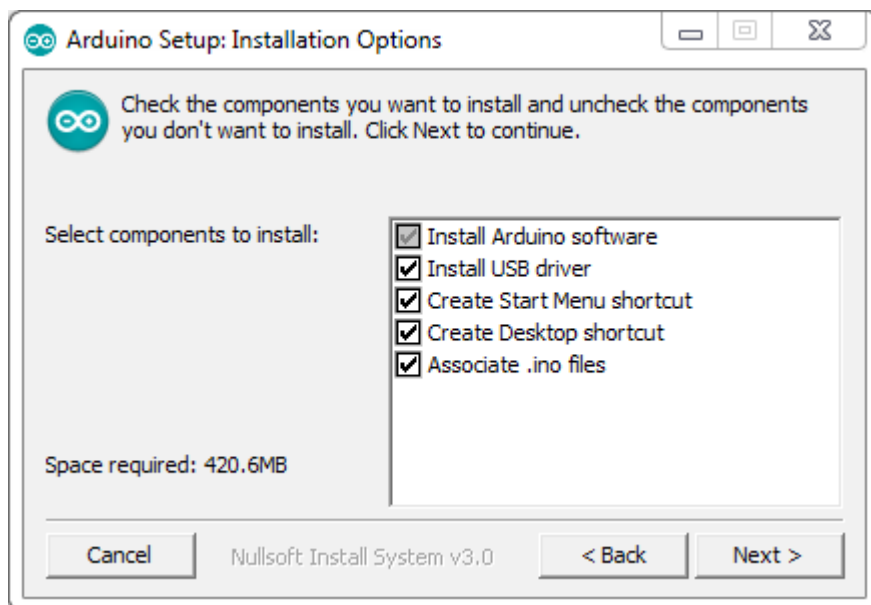 Arduino Setup: Installation Options
Check the components you want to install and uncheck the components
you don't want to install. Click Next to continue.
Select components to install:
Install Arduino software
Install USB driver
Create Start Menu shortcut
Create Desktop shortcut
Associate .ino files
Space required: 420.6MB
Cancel
Nullsoft Install System v3.0
< Back
Next >